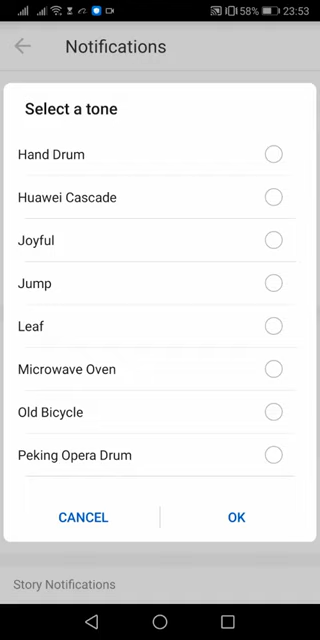 58% 23:53
Notifications
Select a tone
Hand Drum
Huawei Cascade
Joyful
Jump
Leaf
Microwave Oven
Old Bicycle
Peking Opera Drum
CANCEL OK
Story Notifications